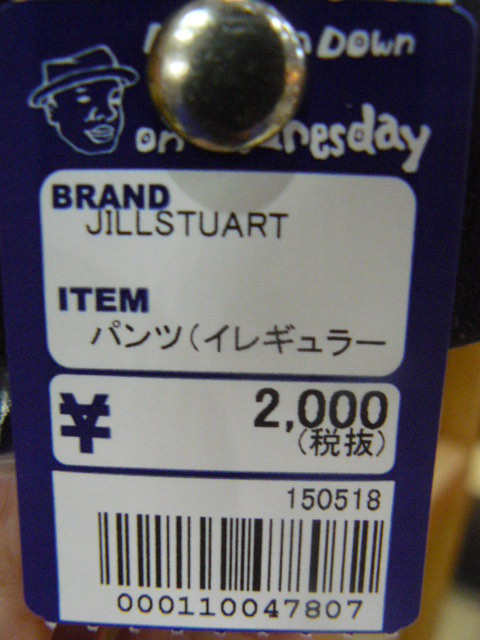 Down
on
BRAND
JILLSTUART
ITEM
パンツ(イレギュラー
¥ 2,000
(税抜)
150518
000110047807